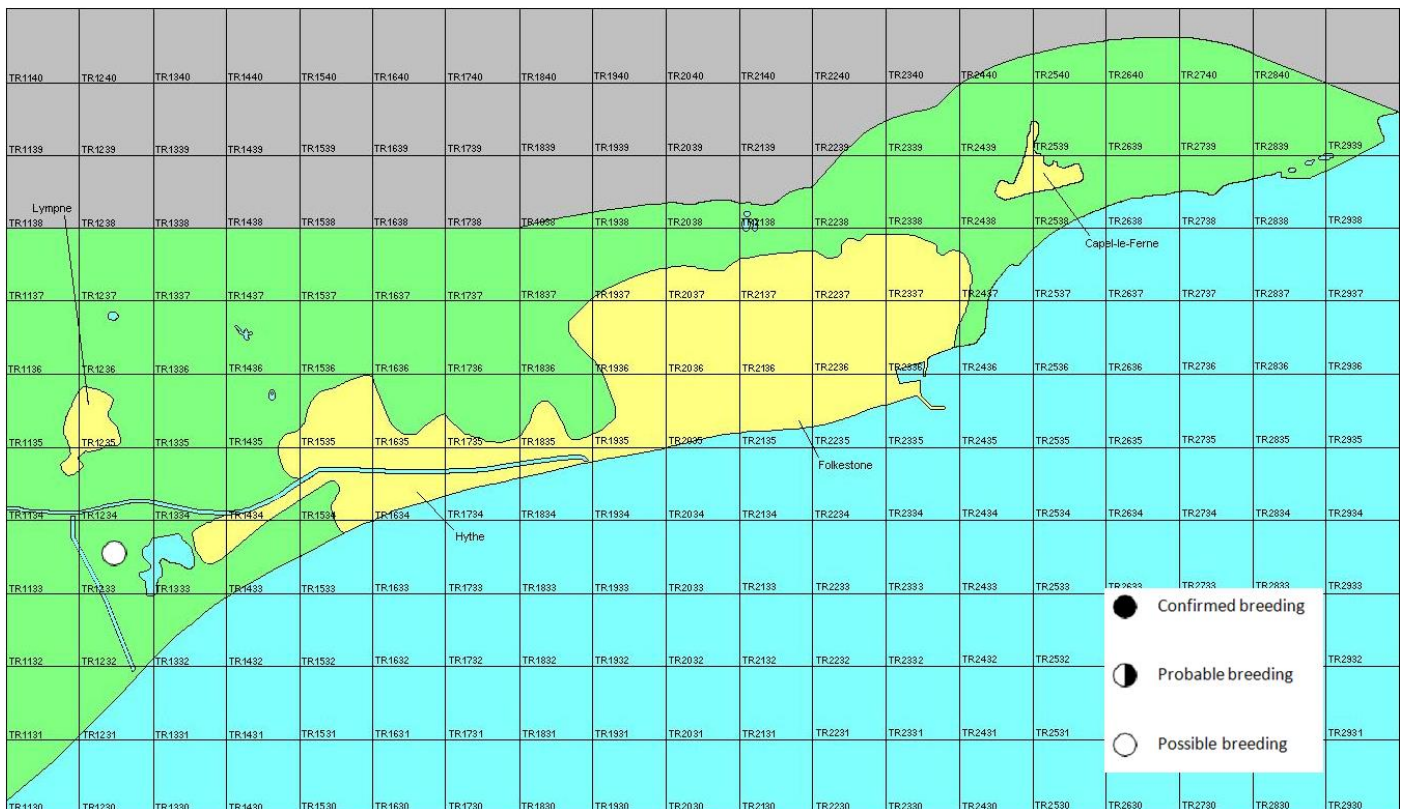 TR1140 TR1240 TR1340 TR1440 TR1540 TR1640 TR1740 TR1840 TR1940 TR2040 TR2140 TR2240 TR2340 TR2440 TR2540 TR2640 TR2740 TR2840
TR1139 TR1239 TR1339 TR1439 TR1539 TR1639 TR1739 TR1839 TR1939 TR2039 TR2139 TR2239 TR2339 TR2439 TR2539 TR2639 TR2739 TR2839 TR2939
Lympne
TR1138 TR1238 TR1338 TR1438 TR1538 TR1638 TR1738 TR1938 TR2038 TR2138 TR2238 TR2338 TR2438 TR2538 TR2638 TR2738 TR2838 TR2938
Capel-le-Ferne
TR1137 TR1237 TR1337 TR1437 TR1537 TR1637 TR1737 TR1837 TR1937 TR2037 TR2137 TR2237 TR2337 TR2437 TR2537 TR2637 TR2737 TR2837 TR2937
TR1136 TR1236 TR1336 TR1436 TR1536 TR1636 TR1736 TR1836 TR1936 TR2036 TR2136 TR2236 TR2336 TR2436 TR2536 TR2636 TR2736 TR2836 TR2936
TR1135 TR1235 TR1335 TR1435 TR1535 TR1635 TR1735 TR1835 TR1935 TR2035 TR2135 TR2235 TR2335 TR2435 TR2535 TR2635 TR2735 TR2835 TR2935
Folkestone
TR1134 TR1234 TR1334 TR1434 TR1534 TR1634 TR1734 TR1834 TR1934 TR2034 TR2134 TR2234 TR2334 TR2434 TR2534 TR2634 TR2734 TR2834 TR2934
Hythe
TR1133 TR1233 TR1333 TR1433 TR1533 TR1633 TR1733 TR1833 TR1933 TR2033 TR2133 TR2233 TR2333 TR2433 TR2533 TR2633 TR2733 TR2833 TR2933
Confirmed breeding
TR1132 TR1232 TR1332 TR1432 TR1532 TR1632 TR1732 TR1832 TR1932 TR2032 TR2132 TR2232 TR2332 TR2432 TR2532 TR2932
Probable breeding
TR1131 TR1231 TR1331 TR1431 TR1531 TR1631 TR1731 TR1831 TR1931 TR2031 TR2131 TR2231 TR2331 TR2431 TR2531 TR2931
Possible breeding
TR1130 TR1230 TR1330 TR1430 TR1530 TR1630 TR1730 TR1830 TR1930 TR2030 TR2130 TR2230 TR2330 TR2430 TR2530 TR2630 TR2730 TR2830 TR2930